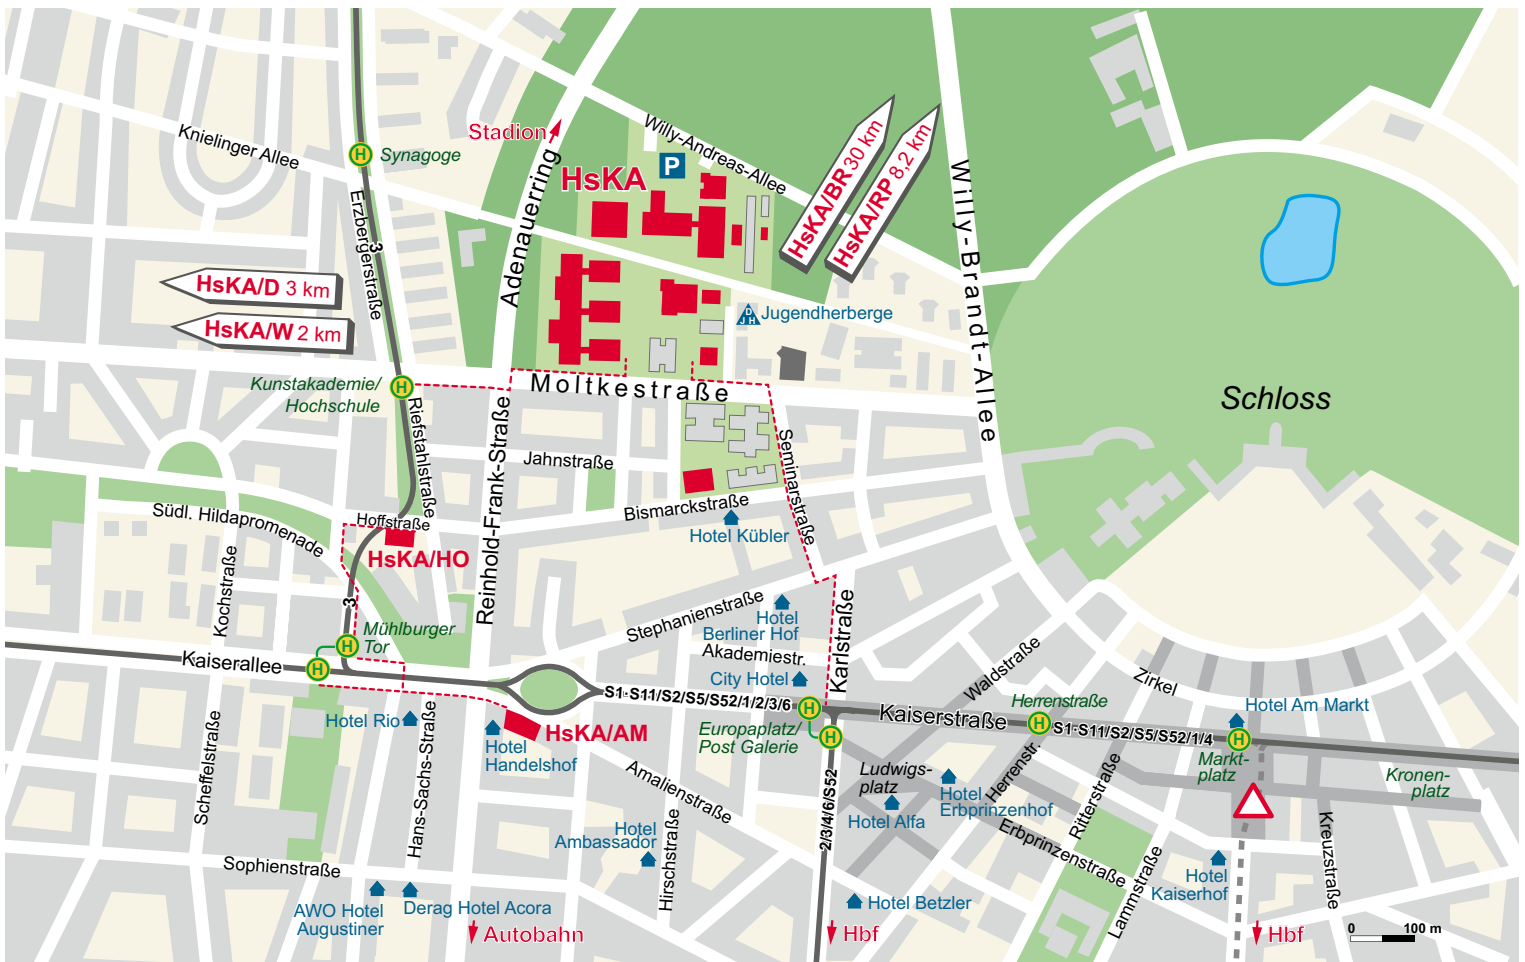 Knielinger Allee
Synagoge
Stadion
HsKA
P
Willy-Andreas-Allee
HsKA/BR 30 km
HsKA/RP 8,2 km
Adenauerring
Erzbergerstraße
3
Willy-Brandt-Allee
HsKA/D 3 km
HsKA/W 2 km
D
J H
Jugendherberge
Kunstakademie/
Hochschule
H
H
Moltkestraße
Schloss
Riefstahlstraße
Reinhold-Frank-Straße
Jahnstraße
Seminarstraße
Bismarckstraße
Hotel Kübler
Südl. Hildapromenade
Hoffstraße
HsKA/HO
Kochstraße
3
Mühlburger
Tor
H
H
Kaiserallee
Stephanienstraße
Hotel
Berliner Hof
Akademiestr.
City Hotel
Karlstraße
S1-S11/S2/S5/S52/1/2/3/6
H
H
Europaplatz/
Post Galerie
Kaiserstraße
Waldstraße
Herrenstraße
H
S1-S11/S2/S5/S52/1/4
Zirkel
Hotel Am Markt
H
Markt-
platz
Kronen-
platz
Scheffelstraße
Hotel Rio
Hans-Sachs-Straße
Hotel
Handelshof
HsKA/AM
Amalienstraße
Hotel
Ambassador
Hirschstraße
2/3/4/6/S52
Ludwigs-
platz
Hotel Alfa
Hotel
Erbprinzenhof
Herrenstr.
Ritterstraße
Erbprinzenstraße
Lammstraße
Hotel
Kaiserhof
Kreuzstraße
Sophienstraße
AWO Hotel
Augustiner
Derag Hotel Acora
Autobahn
Hotel Betzler
Hbf
Hbf
0 100 m